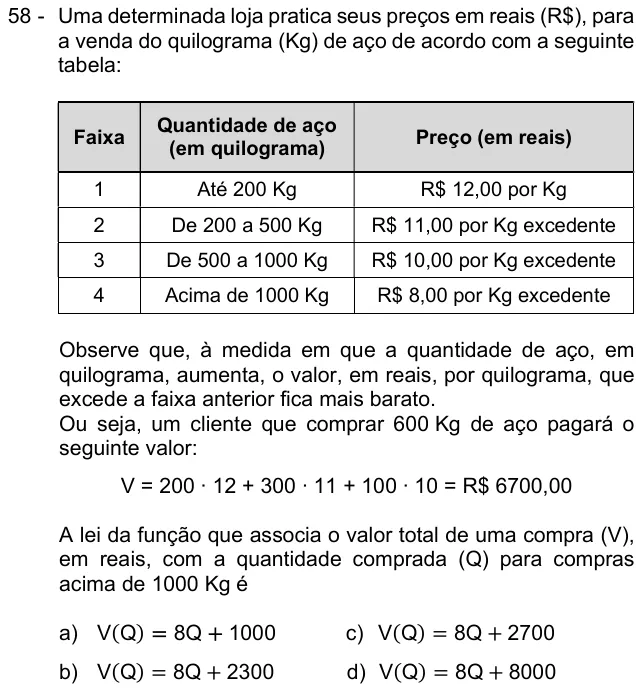 58 - Uma determinada loja pratica seus preços em reais (R$), para
a venda do quilograma (Kg) de aço de acordo com a seguinte
tabela:
Faixa Quantidade de aço (em quilograma) Preço (em reais)
1 Até 200 Kg R$ 12,00 por Kg
2 De 200 a 500 Kg R$ 11,00 por Kg excedente
3 De 500 a 1000 Kg R$ 10,00 por Kg excedente
4 Acima de 1000 Kg R$ 8,00 por Kg excedente
Observe que, à medida em que a quantidade de aço, em
quilograma, aumenta, o valor, em reais, por quilograma, que
excede a faixa anterior fica mais barato.
Ou seja, um cliente que comprar 600 Kg de aço pagará o
seguinte valor:
V = 200 · 12 + 300 · 11 + 100 · 10 = R$ 6700,00
A lei da função que associa o valor total de uma compra (V),
em reais, com a quantidade comprada (Q) para compras
acima de 1000 Kg é
a) V(Q) = 8Q + 1000 c) V(Q) = 8Q + 2700
b) V(Q) = 8Q + 2300 d) V(Q) = 8Q + 8000